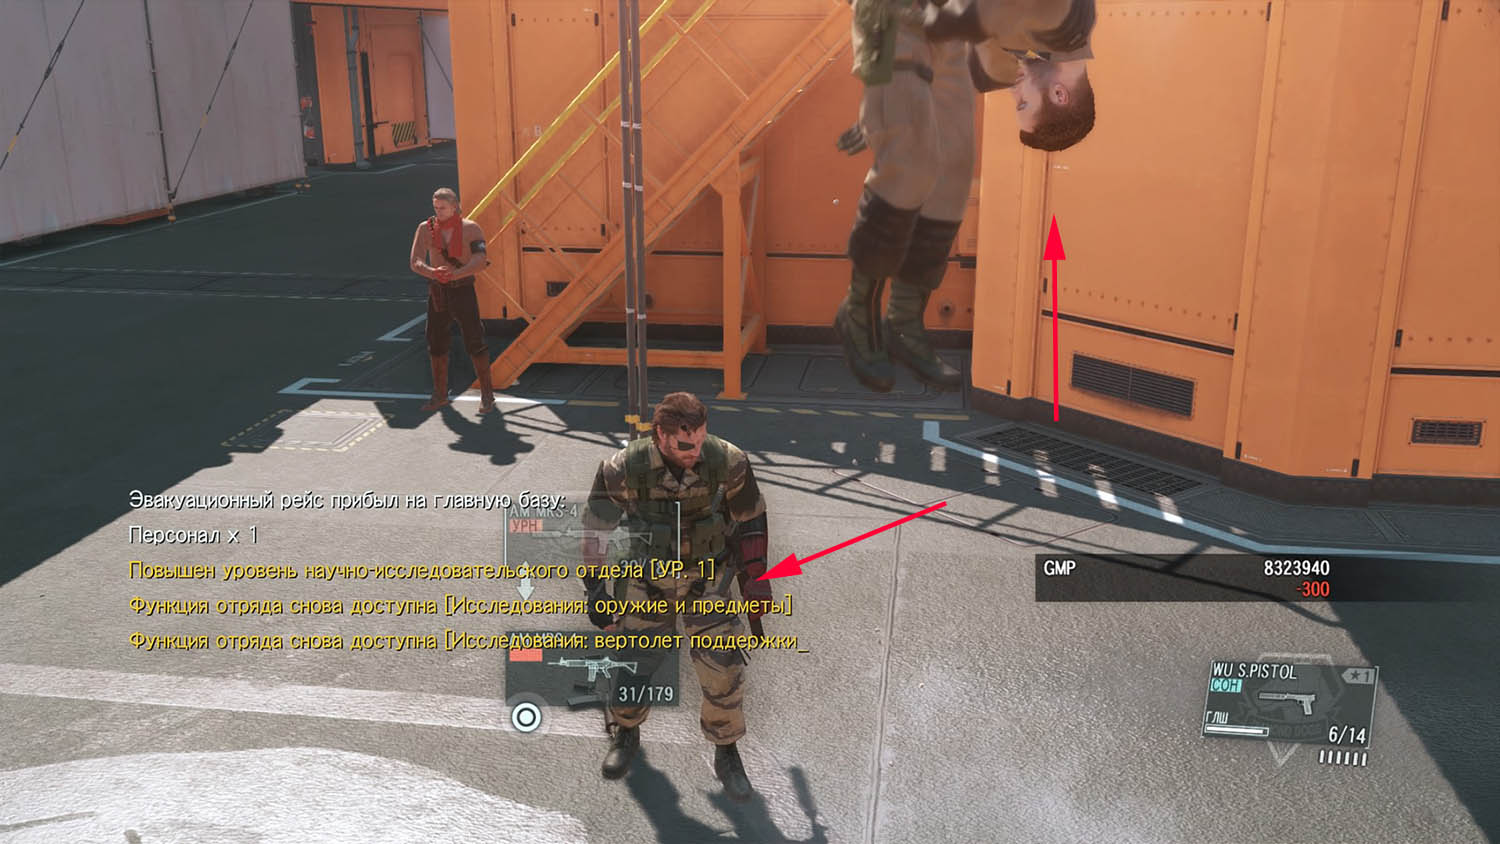 Эвакуационный рейс прибыл на главную базу:
Персонал x 1
Повышен уровень научно-исследовательского отдела [УР. 1]
Функция отряда снова доступна [Исследования: оружие и предметы]
Функция отряда снова доступна [Исследования: вертолет поддержки_
AM MRS-4
УРН
31/179
GMP 8323940
-300
WU S.PISTOL
★1
СОН
ГЛШ
6/14